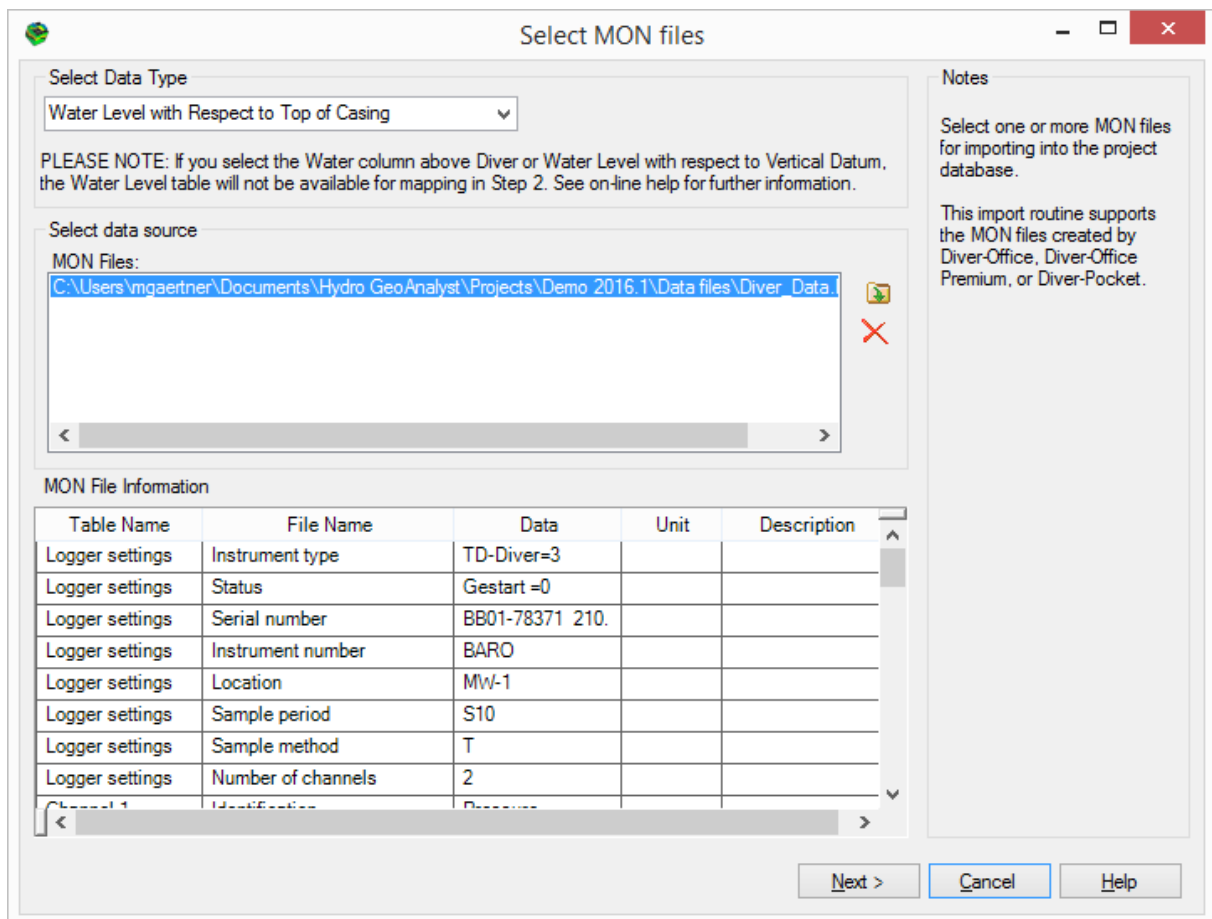 Select MON files
Select Data Type
Water Level with Respect to Top of Casing
PLEASE NOTE: If you select the Water column above Diver or Water Level with respect to Vertical Datum,
the Water Level table will not be available for mapping in Step 2. See on-line help for further information.
Select data source
MON Files:
C:\Users\mgaertner\Documents\Hydro GeoAnalyst\Projects\Demo 2016.1\Data files\Diver_Data.
MON File Information
Table Name File Name Data Unit Description
Logger settings Instrument type TD-Diver=3
Logger settings Status Gestart =0
Logger settings Serial number BB01-78371 210.
Logger settings Instrument number BARO
Logger settings Location MW-1
Logger settings Sample period S10
Logger settings Sample method T
Logger settings Number of channels 2
Channel 1 Identification Pressure
Notes
Select one or more MON files
for importing into the project
database.
This import routine supports
the MON files created by
Diver-Office, Diver-Office
Premium, or Diver-Pocket.
Next >
Cancel
Help